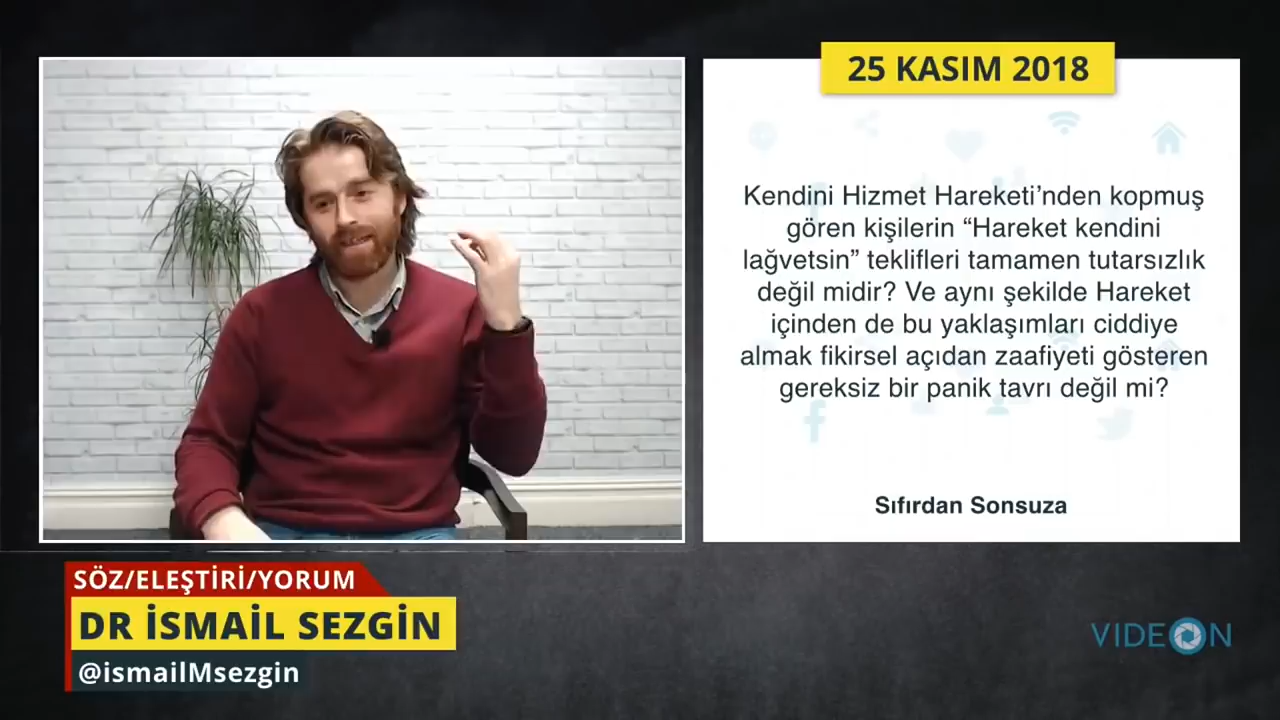 25 KASIM 2018
Kendini Hizmet Hareketi’nden kopmuş
gören kişilerin “Hareket kendini
lağvetsin” teklifleri tamamen tutarsızlık
değil midir? Ve aynı şekilde Hareket
içinden de bu yaklaşımları ciddiye
almak fikirsel açıdan zaafiyeti gösteren
gereksiz bir panik tavrı değil mi?
Sıfırdan Sonsuza
SÖZ/ELEŞTİRİ/YORUM
DR İSMAİL SEZGİN
@ismailMsezgin
VIDEON